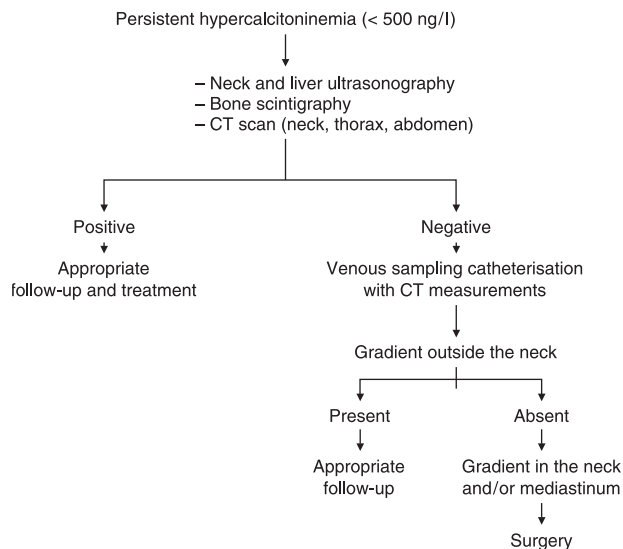 Persistent hypercalcitoninemia (< 500 ng/l)
– Neck and liver ultrasonography
– Bone scintigraphy
– CT scan (neck, thorax, abdomen)
Positive
Appropriate
follow-up and treatment
Negative
Venous sampling catheterisation
with CT measurements
Gradient outside the neck
Present
Appropriate
follow-up
Absent
Gradient in the neck
and/or mediastinum
Surgery